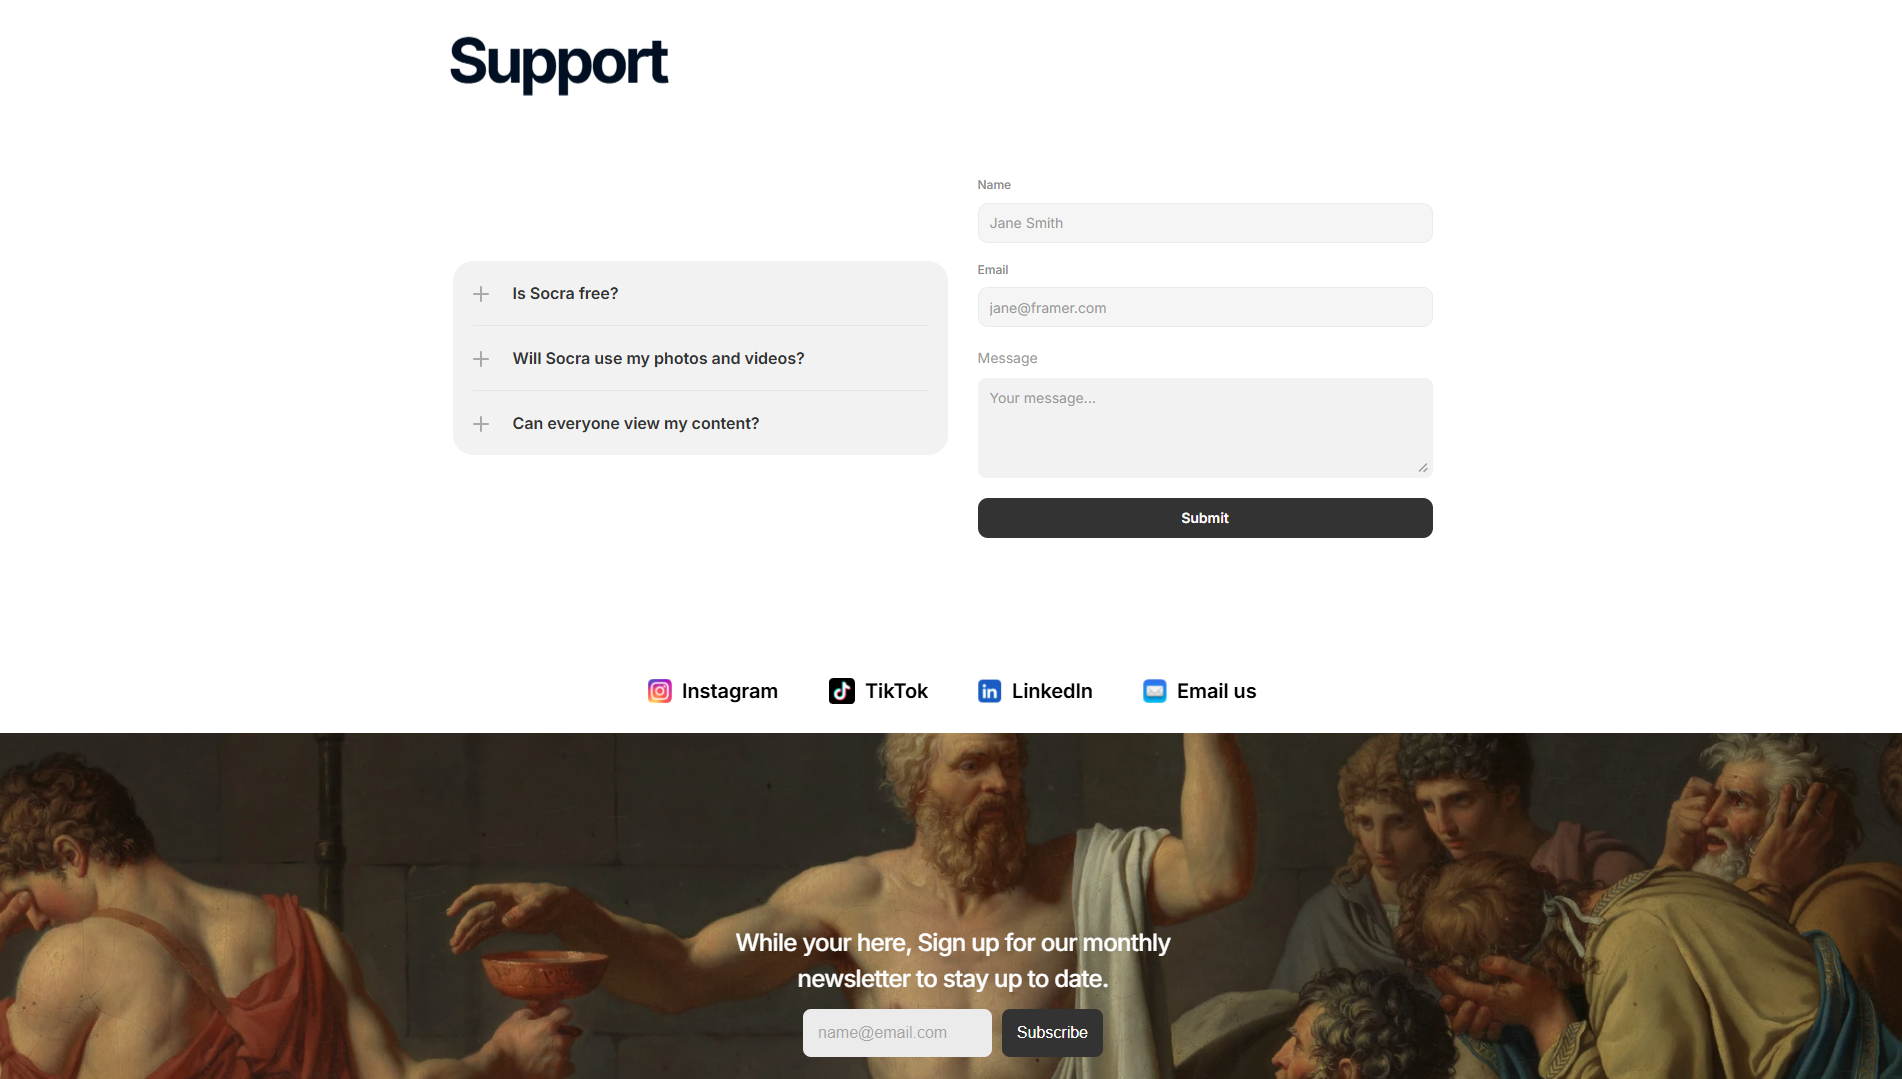 Support
Is Socra free?
Will Socra use my photos and videos?
Can everyone view my content?
Name
Jane Smith
Email
jane@framer.com
Message
Your message...
Submit
Instagram
TikTok
LinkedIn
Email us
While your here, Sign up for our monthly
newsletter to stay up to date.
name@email.com
Subscribe